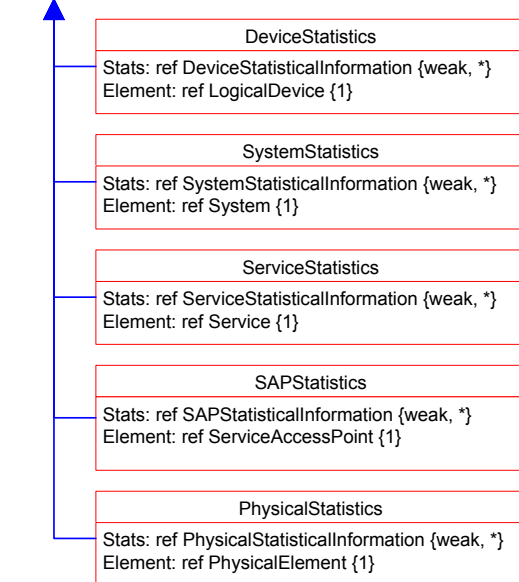 DeviceStatistics
Stats: ref DeviceStatisticalInformation {weak, *}
Element: ref LogicalDevice {1}
SystemStatistics
Stats: ref SystemStatisticalInformation {weak, *}
Element: ref System {1}
ServiceStatistics
Stats: ref ServiceStatisticalInformation {weak, *}
Element: ref Service {1}
SAPStatistics
Stats: ref SAPStatisticalInformation {weak, *}
Element: ref ServiceAccessPoint {1}
PhysicalStatistics
Stats: ref PhysicalStatisticalInformation {weak, *}
Element: ref PhysicalElement {1}